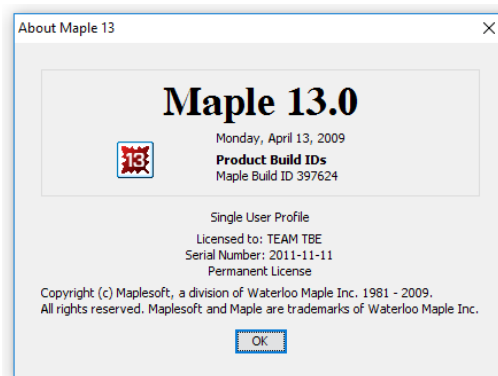 About Maple 13
Maple 13.0
Monday, April 13, 2009
13
Product Build IDs
Maple Build ID 397624
Single User Profile
Licensed to: TEAM TBE
Serial Number: 2011-11-11
Permanent License
Copyright (c) Maplesoft, a division of Waterloo Maple Inc. 1981 - 2009.
All rights reserved. Maplesoft and Maple are trademarks of Waterloo Maple Inc.
OK